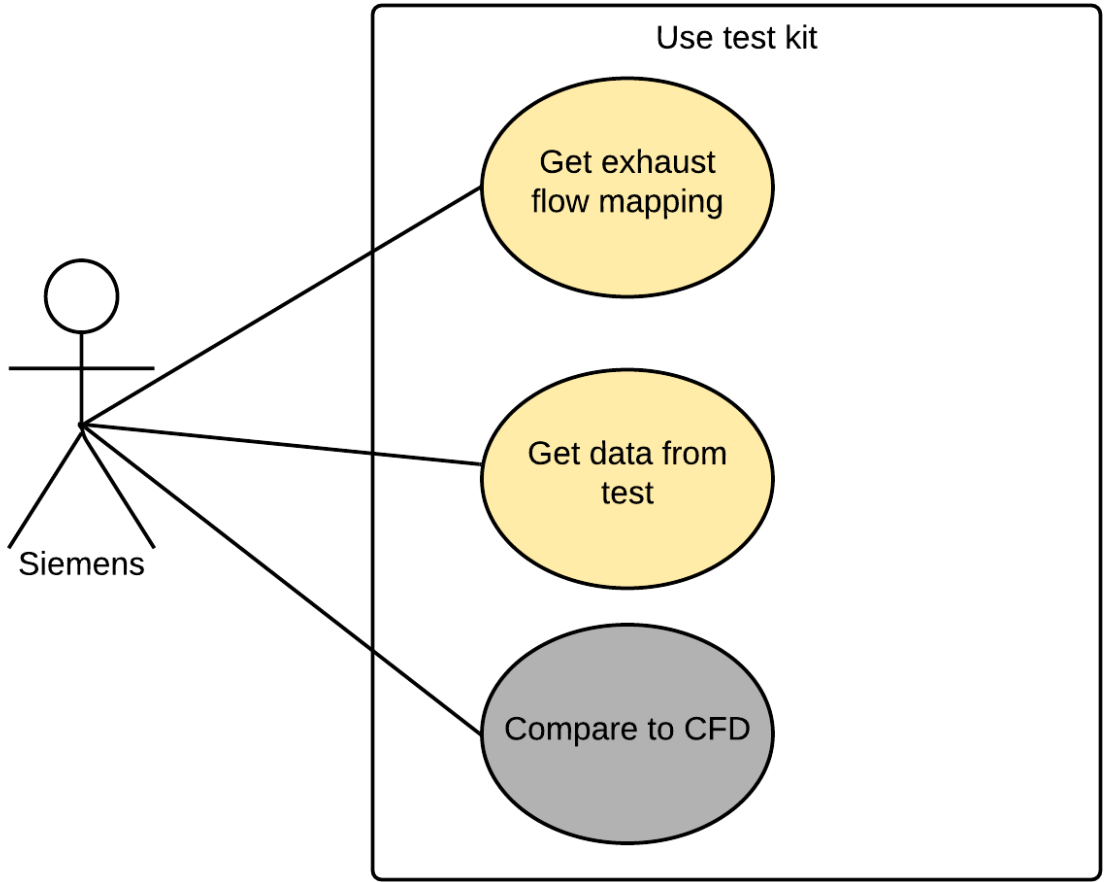 Use test kit
Get exhaust
flow mapping
Get data from
test
Siemens
Compare to CFD